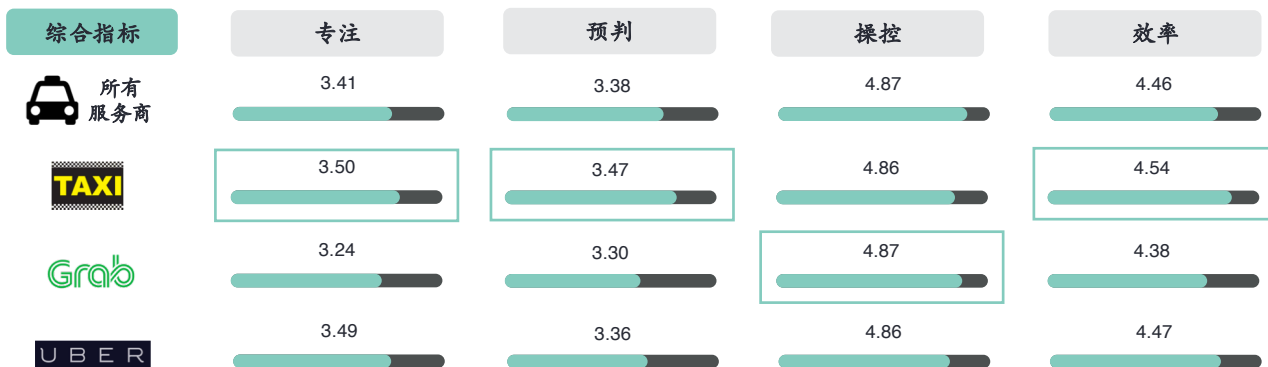 综合指标 专注 预判 操控 效率
所有
服务商
3.41 3.38 4.87 4.46
TAXI
3.50 3.47 4.86 4.54
Grab
3.24 3.30 4.87 4.38
UBER
3.49 3.36 4.86 4.47